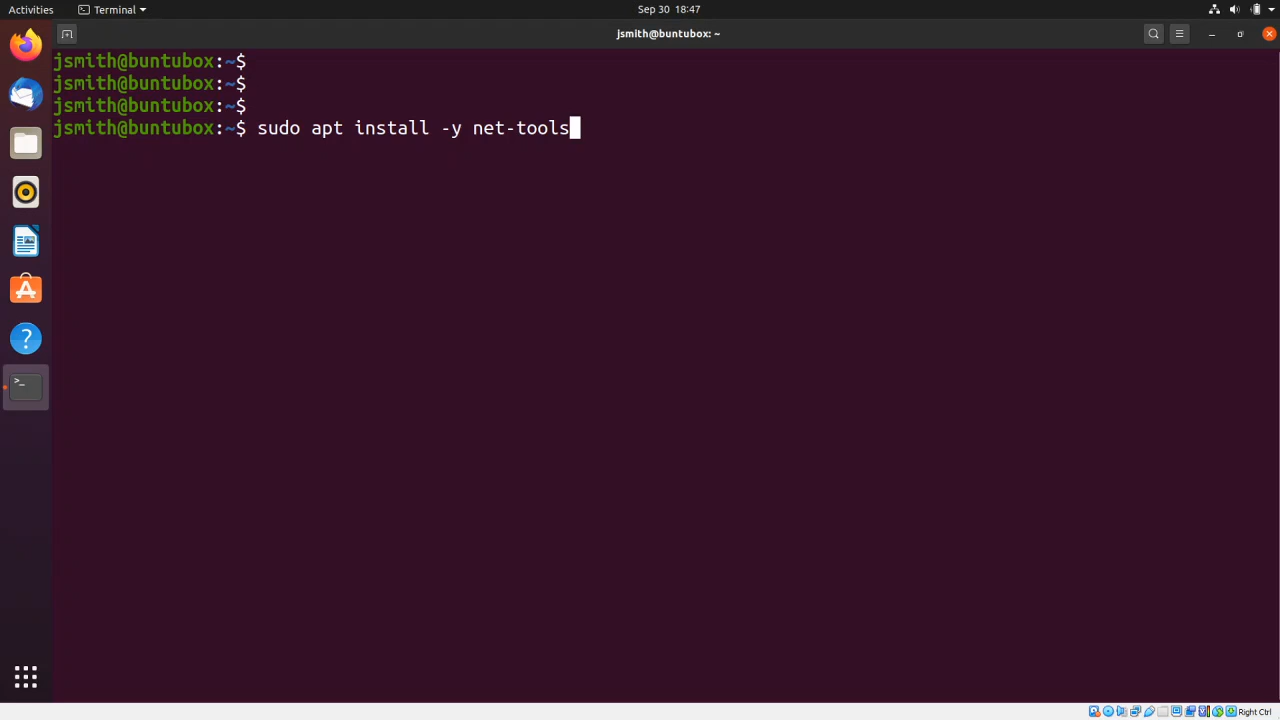 Activities Terminal Sep 30 18:47
jsmith@buntubox: ~
jsmith@buntubox:~$
jsmith@buntubox:~$
jsmith@buntubox:~$
jsmith@buntubox:~$ sudo apt install -y net-tools
Right Ctrl